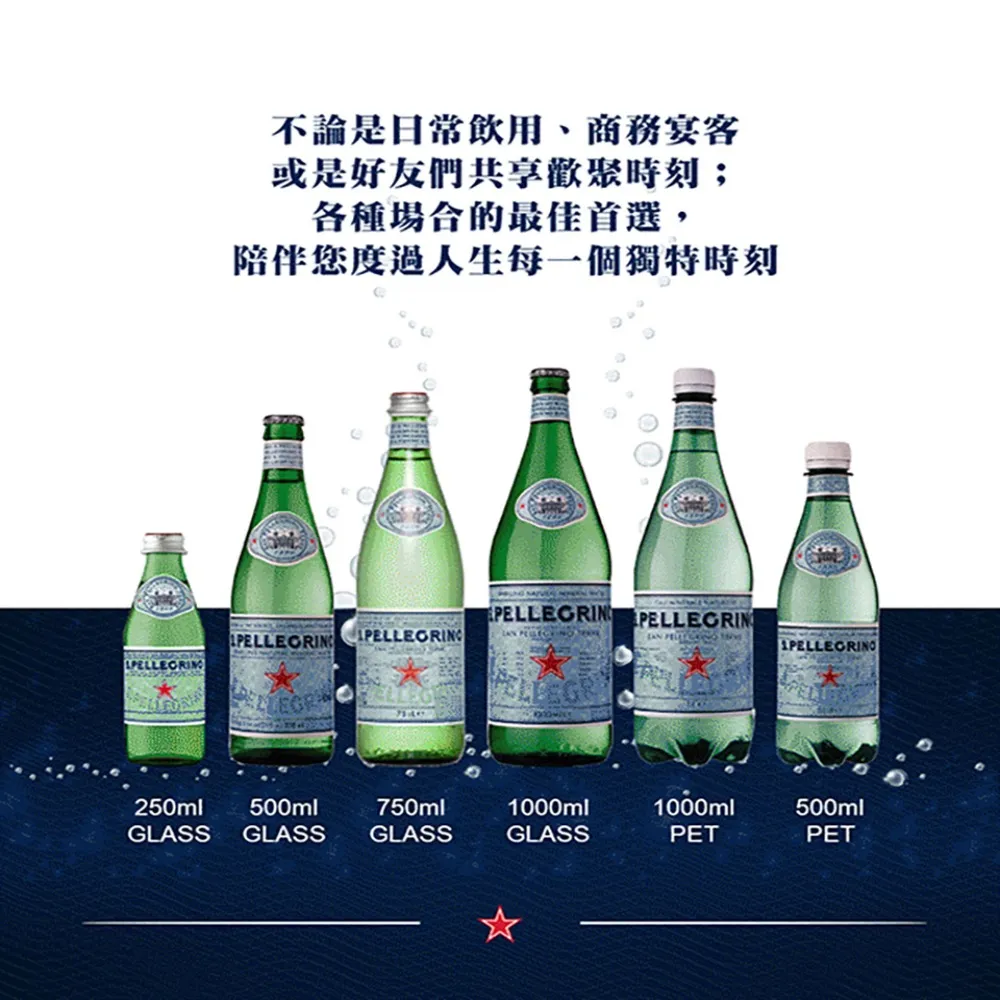 不論是日常飲用、商務宴客
或是好友們共享歡聚時刻；
各種場合的最佳首選，
陪伴您度過人生每一個獨特時刻
S.PELLEGRINO
S.PELLEGRINO
S.PELLEGRINO
S.PELLEGRINO
S.PELLEGRINO
S.PELLEGRINO
250ml
GLASS
500ml
GLASS
750ml
GLASS
1000ml
GLASS
1000ml
PET
500ml
PET